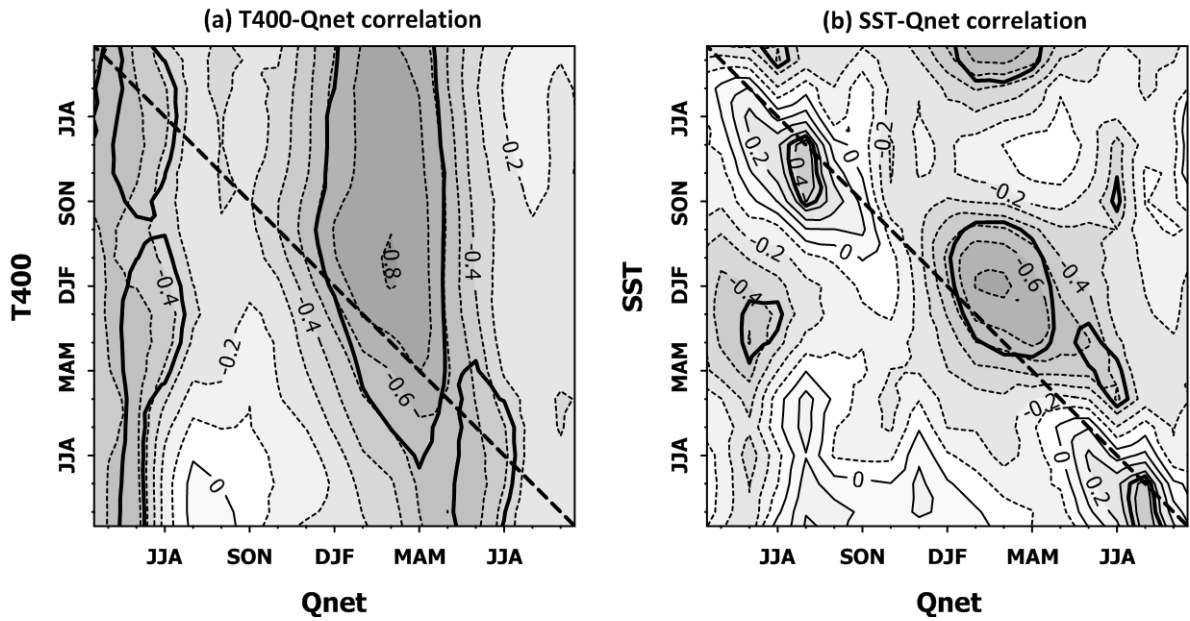 (a) T400-Qnet correlation
(b) SST-Qnet correlation
T400
JJA
SON
DJF
MAM
JJA
-0.2
-0.4
-0.8
-0.4
-0.4
-0.2
-0.6
0
JJA
SON
DJF
MAM
JJA
Qnet
SST
JJA
SON
DJF
MAM
JJA
0.2
0.4
0
-0.2
-0.2
0
-0.2
-0.4
-0.6
-0.4
-0.2
0
0
0.2
JJA
SON
DJF
MAM
JJA
Qnet